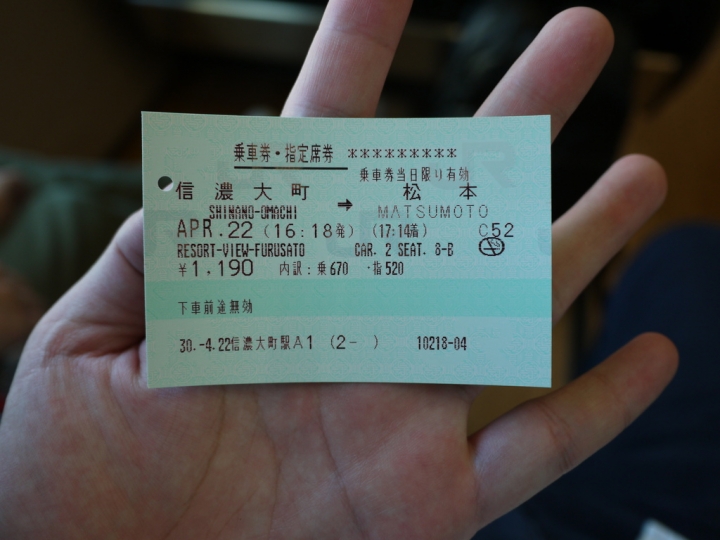 乗車券・指定席券 *********
乗車券当日限り有効
信濃大町 ➡ 松本
SHINANO-OMACHI MATSUMOTO
APR.22 (16:18発) (17:14着) C52
RESORT-VIEW-FURUSATO CAR. 2 SEAT. 8-B
¥1,190 内訳:乗670 ・指520
下車前途無効
30.-4.22信濃大町駅A1 (2- ) 10218-04